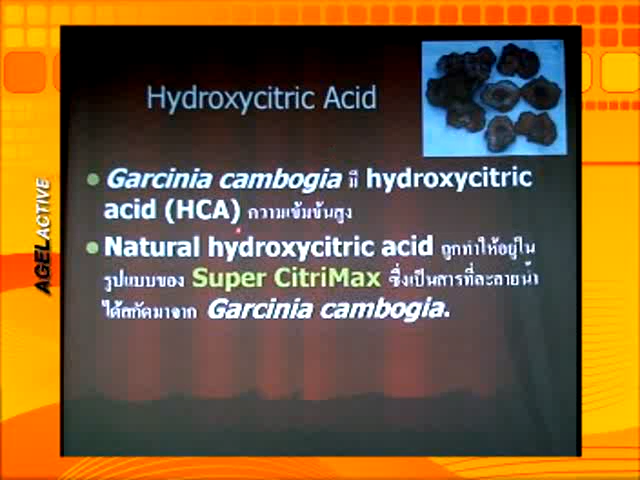 Hydroxycitric Acid
Garcinia cambogia มี hydroxycitric
acid (HCA) ความเข้มข้นสูง
Natural hydroxycitric acid ถูกทำให้อยู่ใน
รูปแบบของ Super CitriMax ซึ่งเป็นสารที่ละลายน้ำ
ได้สกัดมาจาก Garcinia cambogia.
AGEL ACTIVE